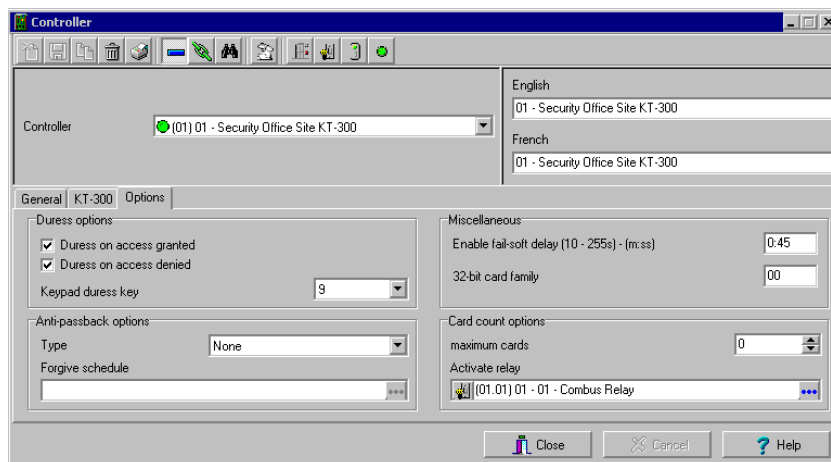 Controller
English
01 - Security Office Site KT-300
Controller
(01) 01 - Security Office Site KT-300
French
01 - Security Office Site KT-300
General
KT-300
Options
Duress options
Duress on access granted
Duress on access denied
Keypad duress key
9
Miscellaneous
Enable fail-soft delay (10 - 255s) - (m:ss)
0:45
32-bit card family
00
Anti-passback options
Type
None
Forgive schedule
Card count options
maximum cards
0
Activate relay
(01.01) 01 - 01 - Combus Relay
Close
Cancel
Help